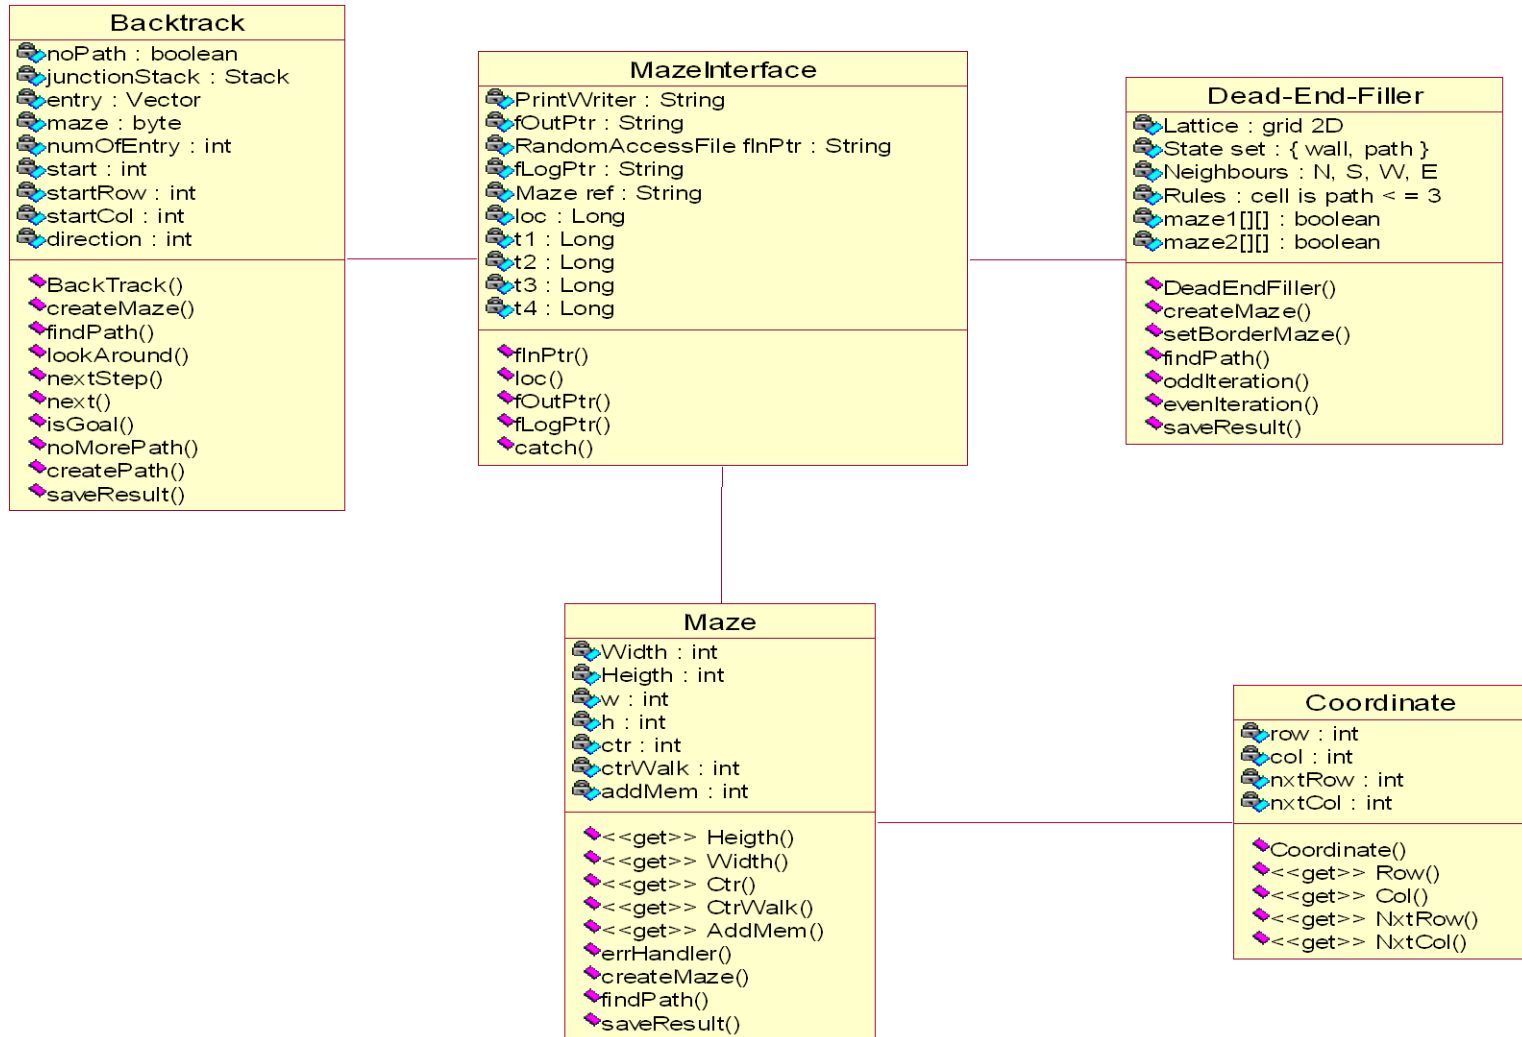 Backtrack
noPath : boolean
junctionStack : Stack
entry : Vector
maze : byte
numOfEntry : int
start : int
startRow : int
startCol : int
direction : int
BackTrack()
createMaze()
findPath()
lookAround()
nextStep()
next()
isGoal()
noMorePath()
createPath()
saveResult()
MazeInterface
PrintWriter : String
fOutPtr : String
RandomAccessFile fInPtr : String
fLogPtr : String
Maze ref : String
loc : Long
t1 : Long
t2 : Long
t3 : Long
t4 : Long
fInPtr()
loc()
fOutPtr()
fLogPtr()
catch()
Dead-End-Filler
Lattice : grid 2D
State set : { wall, path }
Neighbours : N, S, W, E
Rules : cell is path < = 3
maze1[][] : boolean
maze2[][] : boolean
DeadEndFiller()
createMaze()
setBorderMaze()
findPath()
oddIteration()
evenIteration()
saveResult()
Maze
Width : int
Heigth : int
w : int
h : int
ctr : int
ctrWalk : int
addMem : int
<<get>> Heigth()
<<get>> Width()
<<get>> Ctr()
<<get>> CtrWalk()
<<get>> AddMem()
errHandler()
createMaze()
findPath()
saveResult()
Coordinate
row : int
col : int
nxtRow : int
nxtCol : int
Coordinate()
<<get>> Row()
<<get>> Col()
<<get>> NxtRow()
<<get>> NxtCol()